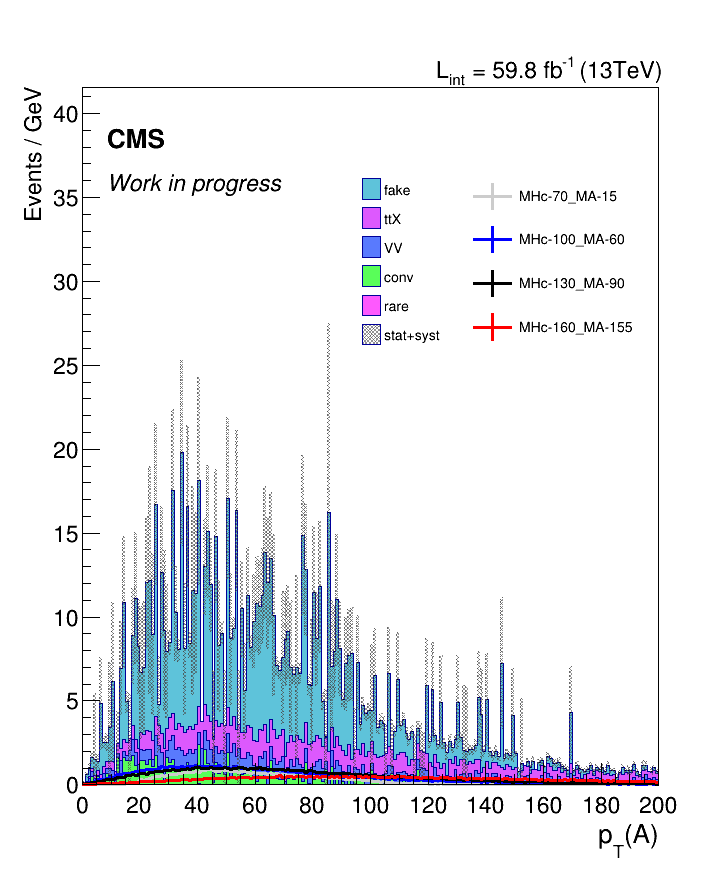 L_int = 59.8 fb^-1 (13TeV)
Events / GeV
CMS
Work in progress
fake
ttX
VV
conv
rare
stat+syst
MHc-70_MA-15
MHc-100_MA-60
MHc-130_MA-90
MHc-160_MA-155
40
35
30
25
20
15
10
5
0
0 20 40 60 80 100 120 140 160 180 200
p_T(A)